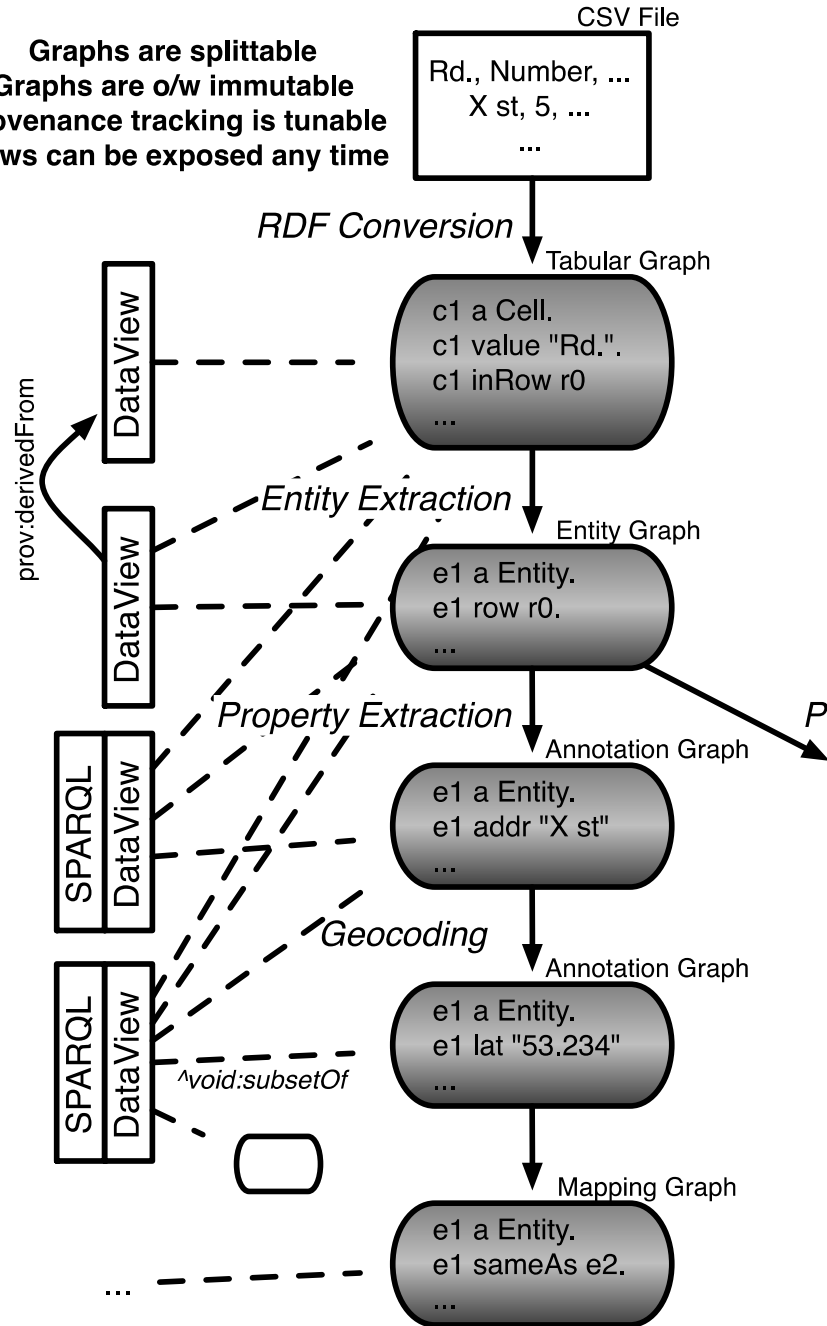 CSV File
Graphs are splittable
Graphs are o/w immutable
ovenance tracking is tunable
ws can be exposed any time
Rd., Number, ...
X st, 5, ...
...
RDF Conversion
Tabular Graph
c1 a Cell.
c1 value "Rd.".
c1 inRow r0
...
DataView
prov:derivedFrom
Entity Extraction
Entity Graph
e1 a Entity.
e1 row r0.
...
DataView
Property Extraction
P
Annotation Graph
e1 a Entity.
e1 addr "X st"
...
SPARQL
DataView
Geocoding
Annotation Graph
e1 a Entity.
e1 lat "53.234"
...
SPARQL
DataView
^void:subsetOf
Mapping Graph
e1 a Entity.
e1 sameAs e2.
...
...